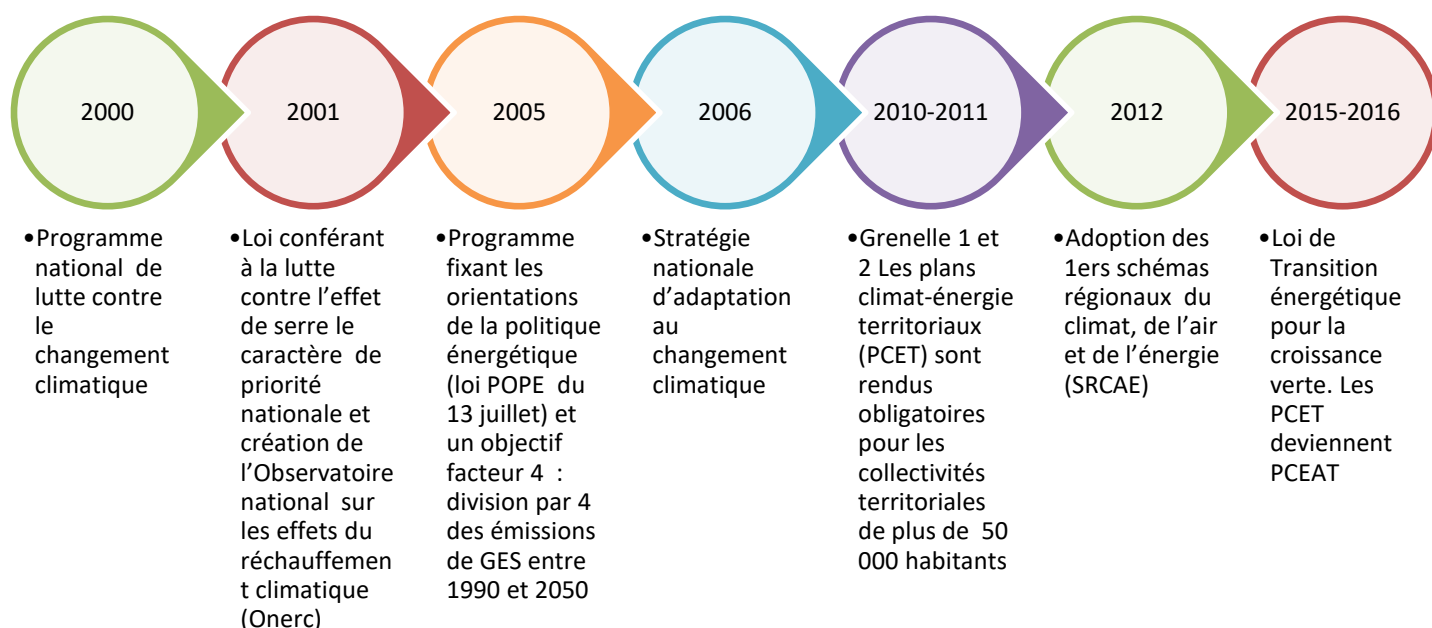 2000
2001
2005
2006
2010-2011
2012
2015-2016
•Programme
national de
lutte contre
le
changement
climatique
•Loi conférant
à la lutte
contre l’effet
de serre le
caractère de
priorité
nationale et
création de
l’Observatoire
national sur
les effets du
réchauffemen
t climatique
(Onerc)
•Programme
fixant les
orientations
de la politique
énergétique
(loi POPE du
13 juillet) et
un objectif
facteur 4 :
division par 4
des émissions
de GES entre
1990 et 2050
•Stratégie
nationale
d’adaptation
au
changement
climatique
•Grenelle 1 et
2 Les plans
climat-énergie
territoriaux
(PCET) sont
rendus
obligatoires
pour les
collectivités
territoriales
de plus de 50
000 habitants
•Adoption des
1ers schémas
régionaux du
climat, de l’air
et de l’énergie
(SRCAE)
•Loi de
Transition
énergétique
pour la
croissance
verte. Les
PCET
deviennent
PCEAT